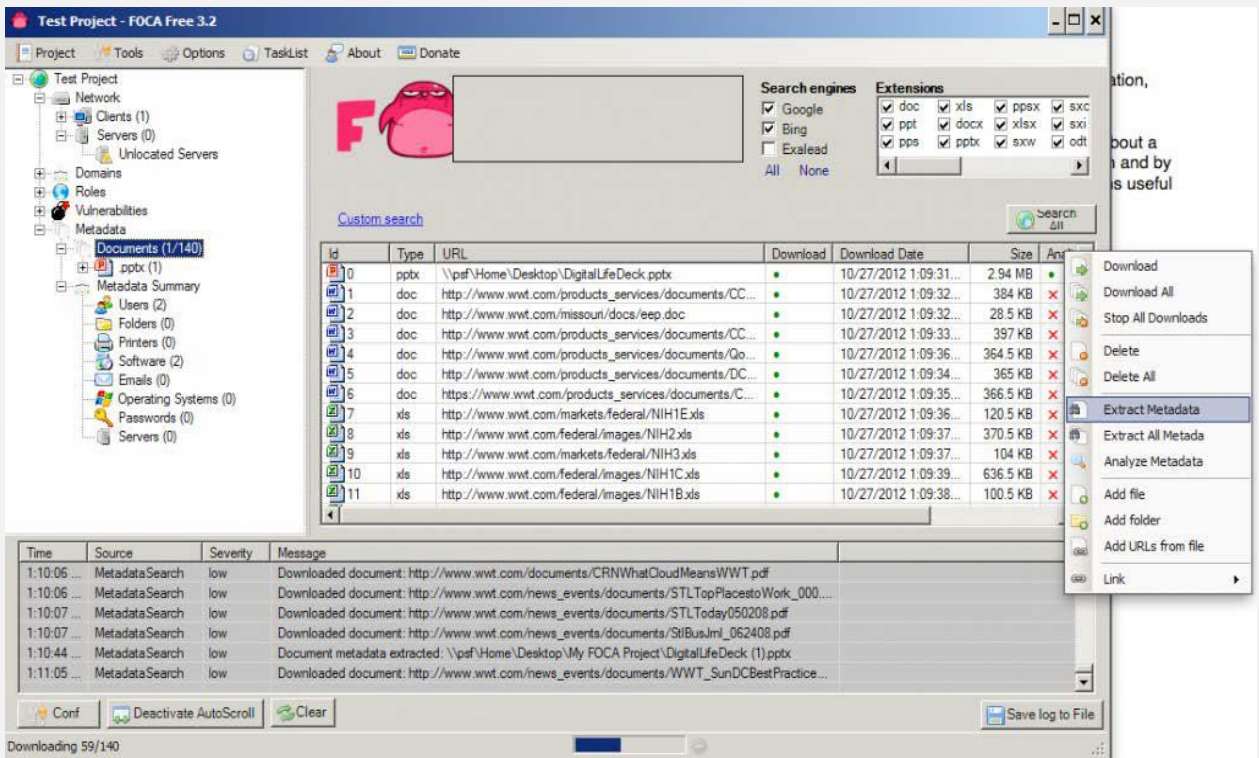 Test Project - FOCA Free 3.2
Project Tools Options TaskList About Donate
Test Project
Network
Clients (1)
Servers (0)
Unlocated Servers
Domains
Roles
Vulnerabilities
Metadata
Documents (1/140)
.pptx (1)
Metadata Summary
Users (2)
Folders (0)
Printers (0)
Software (2)
Emails (0)
Operating Systems (0)
Passwords (0)
Servers (0)
F
Search engines
Google
Bing
Exalead
All None
Extensions
doc xls ppsx sxc
ppt docx xlsx sxi
pps pptx sxw odt
Custom search
Search All
Id Type URL Download Download Date Size
0 pptx \\psf\Home\Desktop\DigitalLifeDeck.pptx 10/27/2012 1:09:31... 2.94 MB
1 doc http://www.wwt.com/products_services/documents/CC... 10/27/2012 1:09:32... 384 KB
2 doc http://www.wwt.com/missouri/docs/eep.doc 10/27/2012 1:09:32... 28.5 KB
3 doc http://www.wwt.com/products_services/documents/CC... 10/27/2012 1:09:33... 397 KB
4 doc http://www.wwt.com/products_services/documents/Qo... 10/27/2012 1:09:36... 364.5 KB
5 doc http://www.wwt.com/products_services/documents/DC... 10/27/2012 1:09:34... 365 KB
6 doc https://www.wwt.com/products_services/documents/C... 10/27/2012 1:09:35... 366.5 KB
7 xls http://www.wwt.com/markets/federal/NIH1E.xls 10/27/2012 1:09:36... 120.5 KB
8 xls http://www.wwt.com/federal/images/NIH2.xls 10/27/2012 1:09:37... 370.5 KB
9 xls http://www.wwt.com/markets/federal/NIH3.xls 10/27/2012 1:09:37... 104 KB
10 xls http://www.wwt.com/federal/images/NIH1C.xls 10/27/2012 1:09:39... 636.5 KB
11 xls http://www.wwt.com/federal/images/NIH1B.xls 10/27/2012 1:09:38... 100.5 KB
Download
Download All
Stop All Downloads
Delete
Delete All
Extract Metadata
Extract All Metada
Analyze Metadata
Add file
Add folder
Add URLs from file
Link
Time Source Severity Message
1:10:06 ... MetadataSearch low Downloaded document: http://www.wwt.com/documents/CRNWhatCloudMeansWWT.pdf
1:10:06 ... MetadataSearch low Downloaded document: http://www.wwt.com/news_events/documents/STLTopPlacestoWork_000....
1:10:07 ... MetadataSearch low Downloaded document: http://www.wwt.com/news_events/documents/STLToday050208.pdf
1:10:07 ... MetadataSearch low Downloaded document: http://www.wwt.com/news_events/documents/StlBusJrnl_062408.pdf
1:10:44 ... MetadataSearch low Document metadata extracted: \\psf\Home\Desktop\My FOCA Project\DigitalLifeDeck (1).pptx
1:11:05 ... MetadataSearch low Downloaded document: http://www.wwt.com/news_events/documents/WWT_SunDCBestPractice...
Conf Deactivate AutoScroll Clear Save log to File
Downloading 59/140